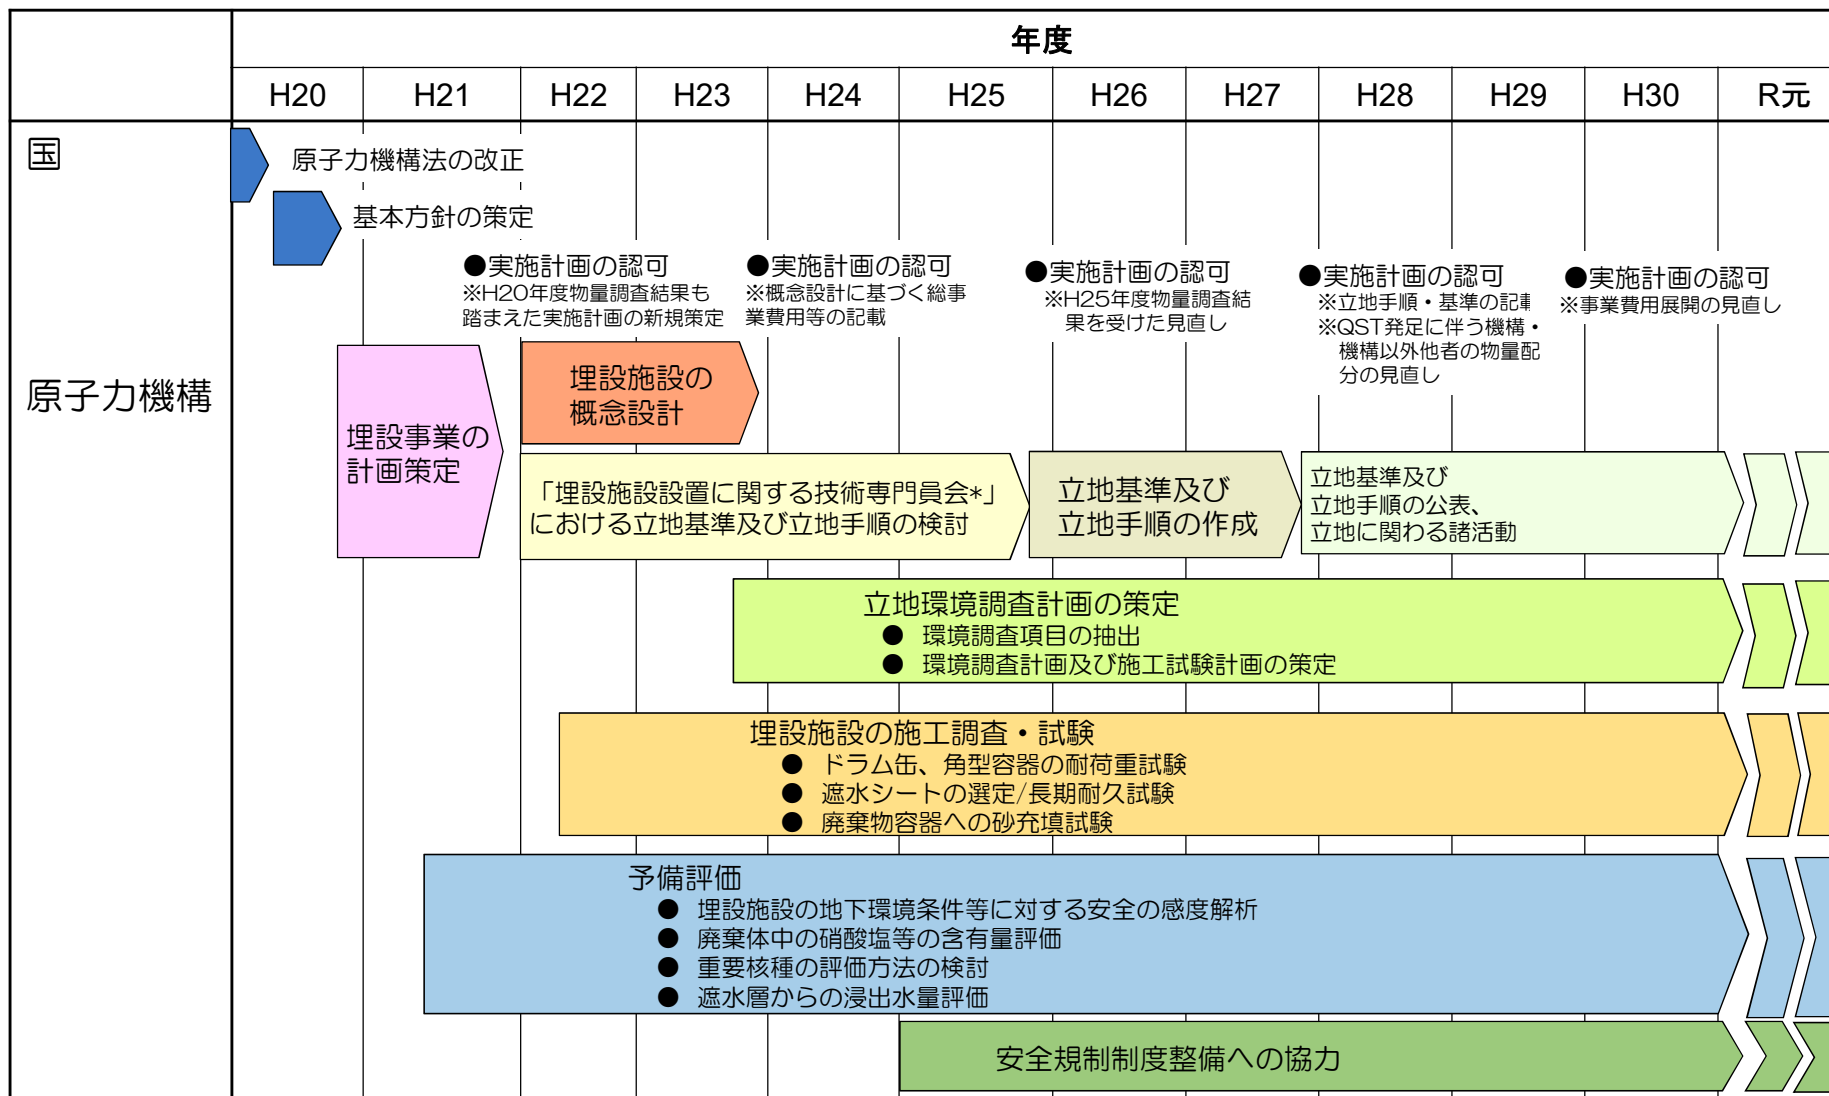 年度
H20 H21 H22 H23 H24 H25 H26 H27 H28 H29 H30 R元
国
原子力機構法の改正
基本方針の策定
●実施計画の認可
※H20年度物量調査結果も
踏まえた実施計画の新規策定
●実施計画の認可
※概念設計に基づく総事
業費用等の記載
●実施計画の認可
※H25年度物量調査結
果を受けた見直し
●実施計画の認可
※立地手順・基準の記載
※QST発足に伴う機構・
機構以外他者の物量配
分の見直し
●実施計画の認可
※事業費用展開の見直し
原子力機構
埋設事業の
計画策定
埋設施設の
概念設計
「埋設施設設置に関する技術専門員会*」
における立地基準及び立地手順の検討
立地基準及び
立地手順の作成
立地基準及び
立地手順の公表、
立地に関わる諸活動
立地環境調査計画の策定
● 環境調査項目の抽出
● 環境調査計画及び施工試験計画の策定
埋設施設の施工調査・試験
● ドラム缶、角型容器の耐荷重試験
● 遮水シートの選定/長期耐久試験
● 廃棄物容器への砂充填試験
予備評価
● 埋設施設の地下環境条件等に対する安全の感度解析
● 廃棄体中の硝酸塩等の含有量評価
● 重要核種の評価方法の検討
● 遮水層からの浸出水量評価
安全規制制度整備への協力